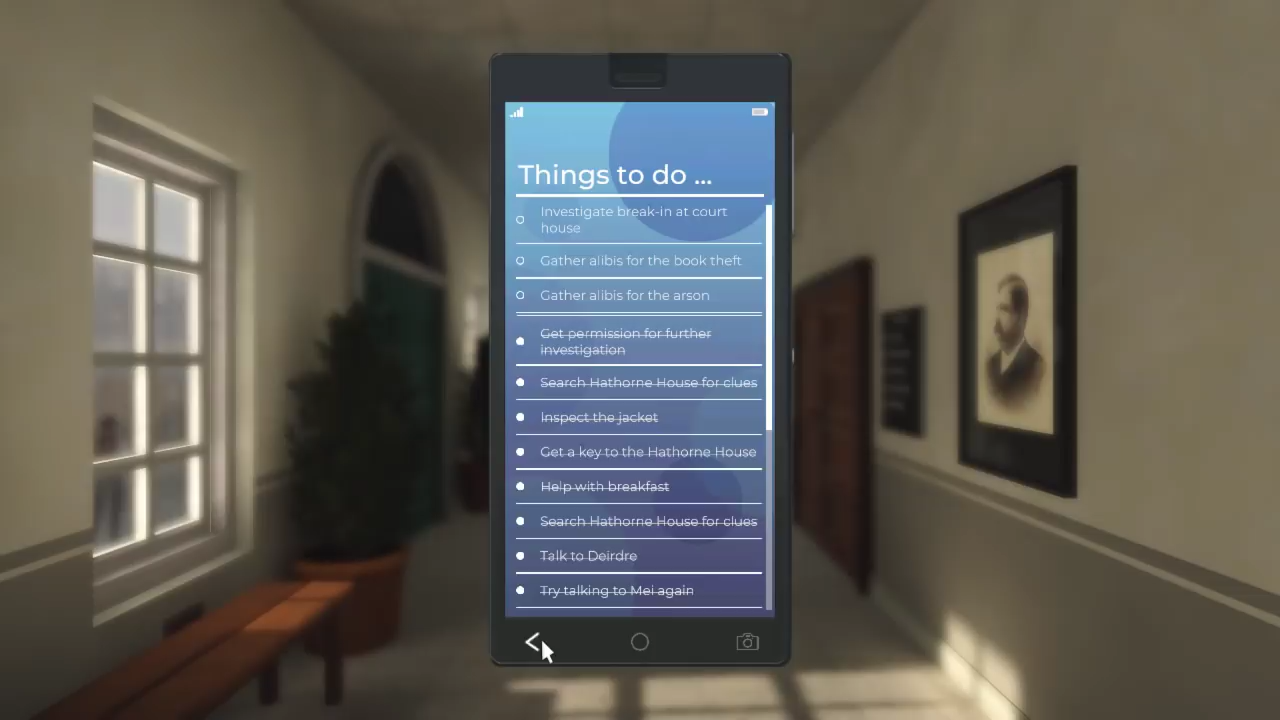 Things to do ...
Investigate break-in at court
house
Gather alibis for the book theft
Gather alibis for the arson
Get permission for further
investigation
Search Hathorne House for clues
Inspect the jacket
Get a key to the Hathorne House
Help with breakfast
Search Hathorne House for clues
Talk to Deirdre
Try talking to Mei again